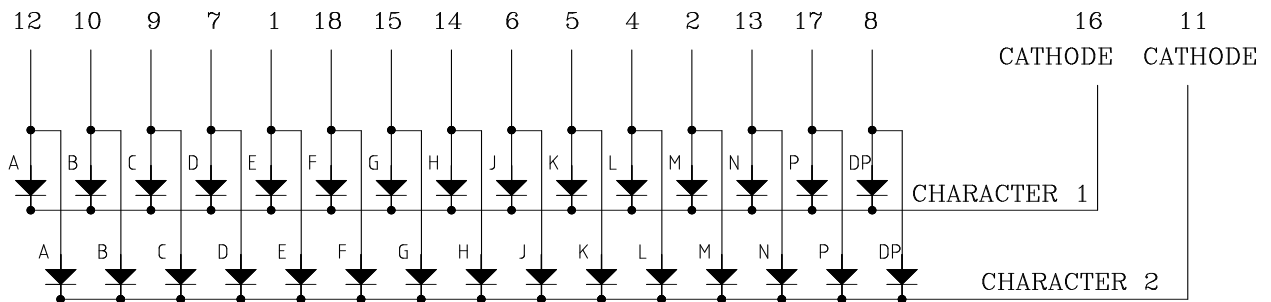 12 10 9 7 1 18 15 14 6 5 4 2 13 17 8 16 11
CATHODE CATHODE
A B C D E F G H J K L M N P DP
CHARACTER 1
A B C D E F G H J K L M N P DP
CHARACTER 2